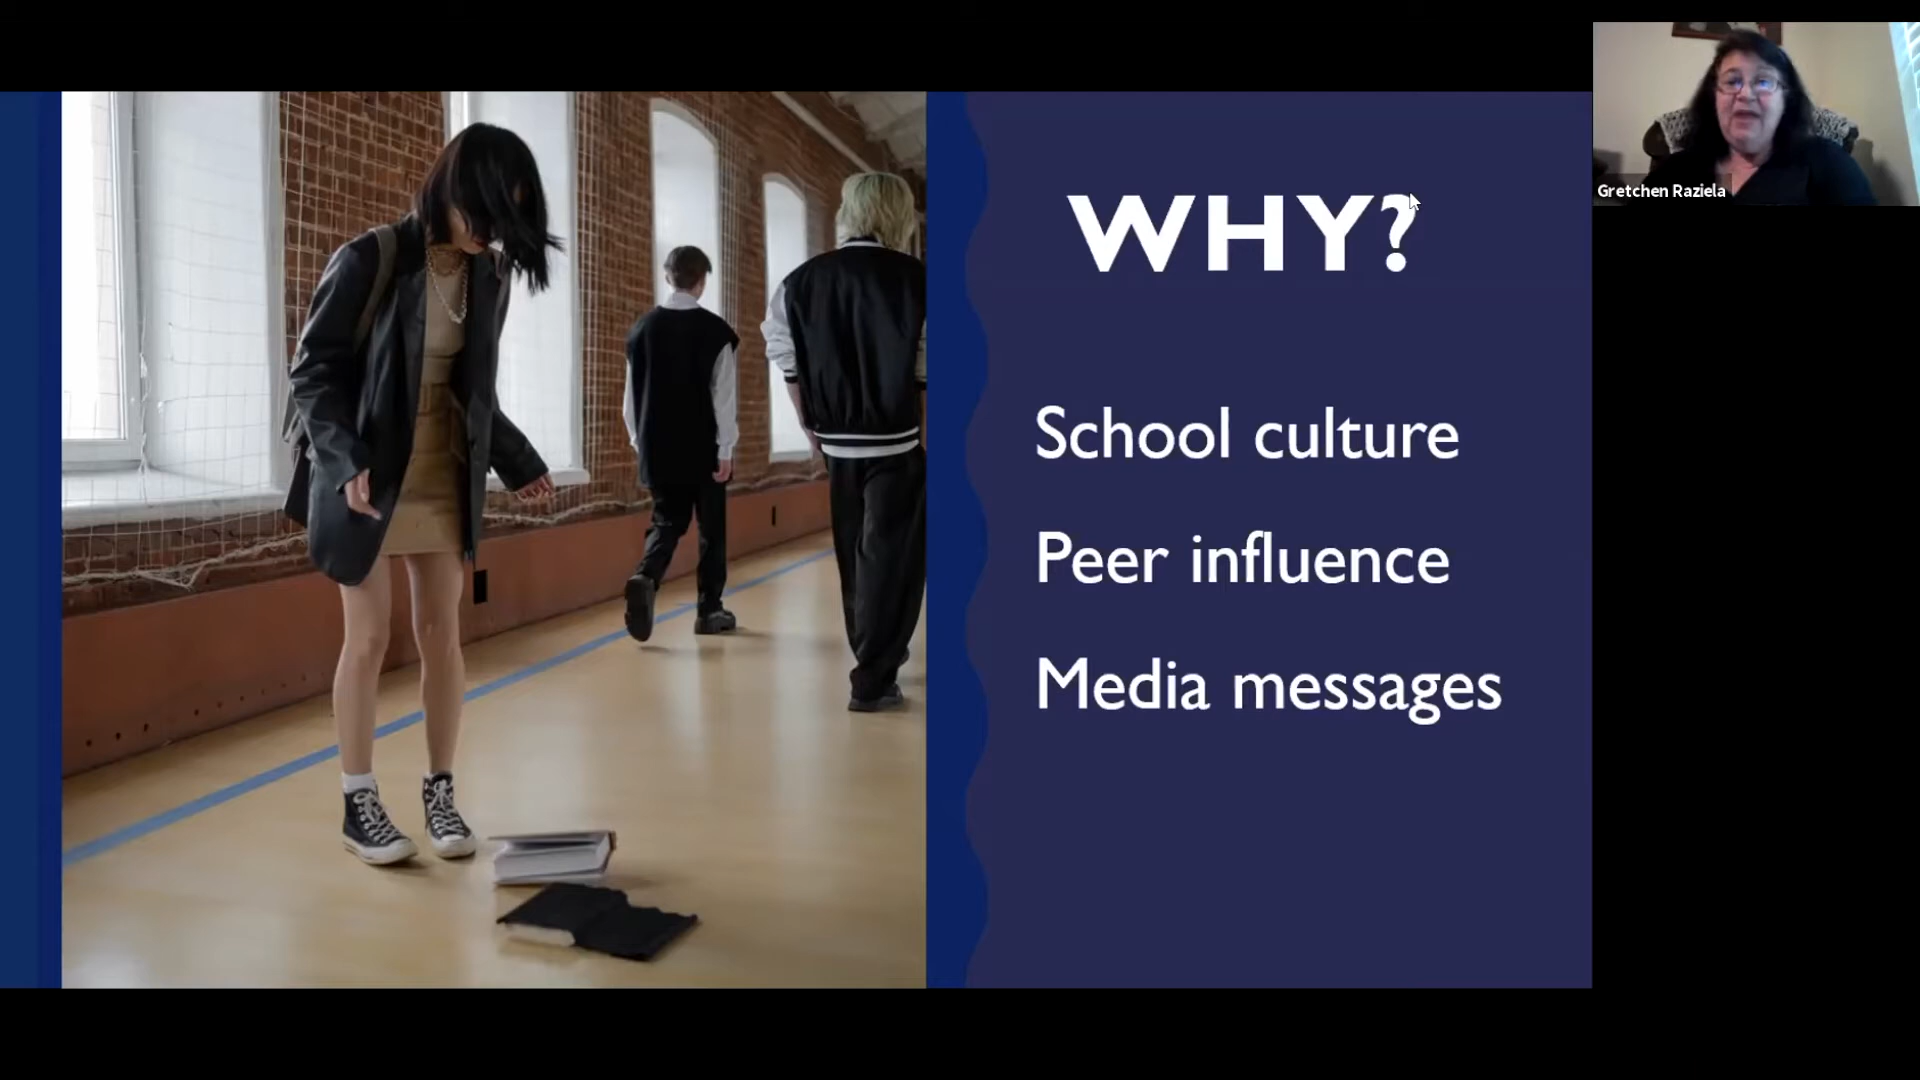 WHY?
School culture
Peer influence
Media messages
Gretchen Raziela